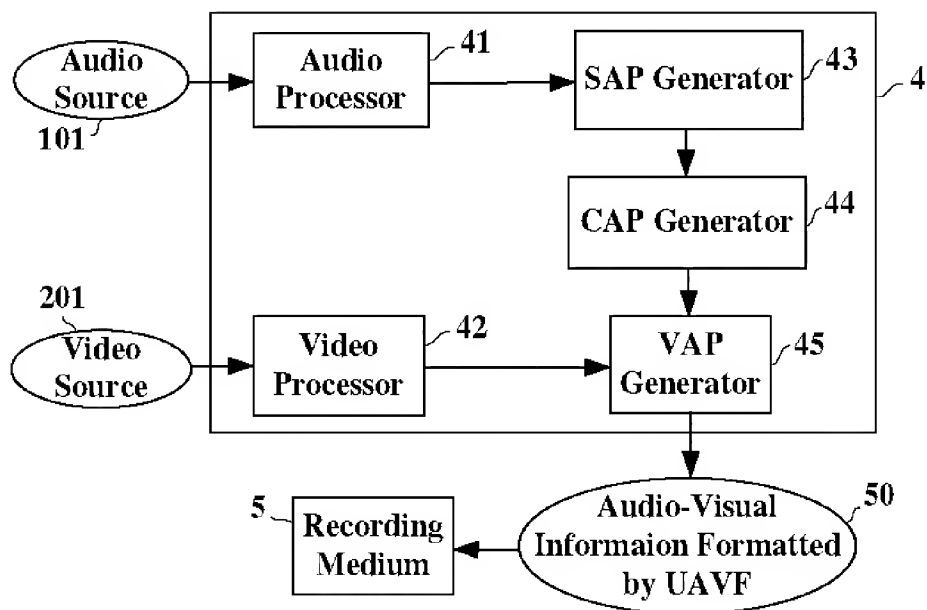 Audio
Source
101
Audio
Processor
41
SAP Generator
43
4
CAP Generator
44
201
Video
Source
Video
Processor
42
VAP
Generator
45
5
Recording
Medium
Audio-Visual
Informaion Formatted
by UAVF
50